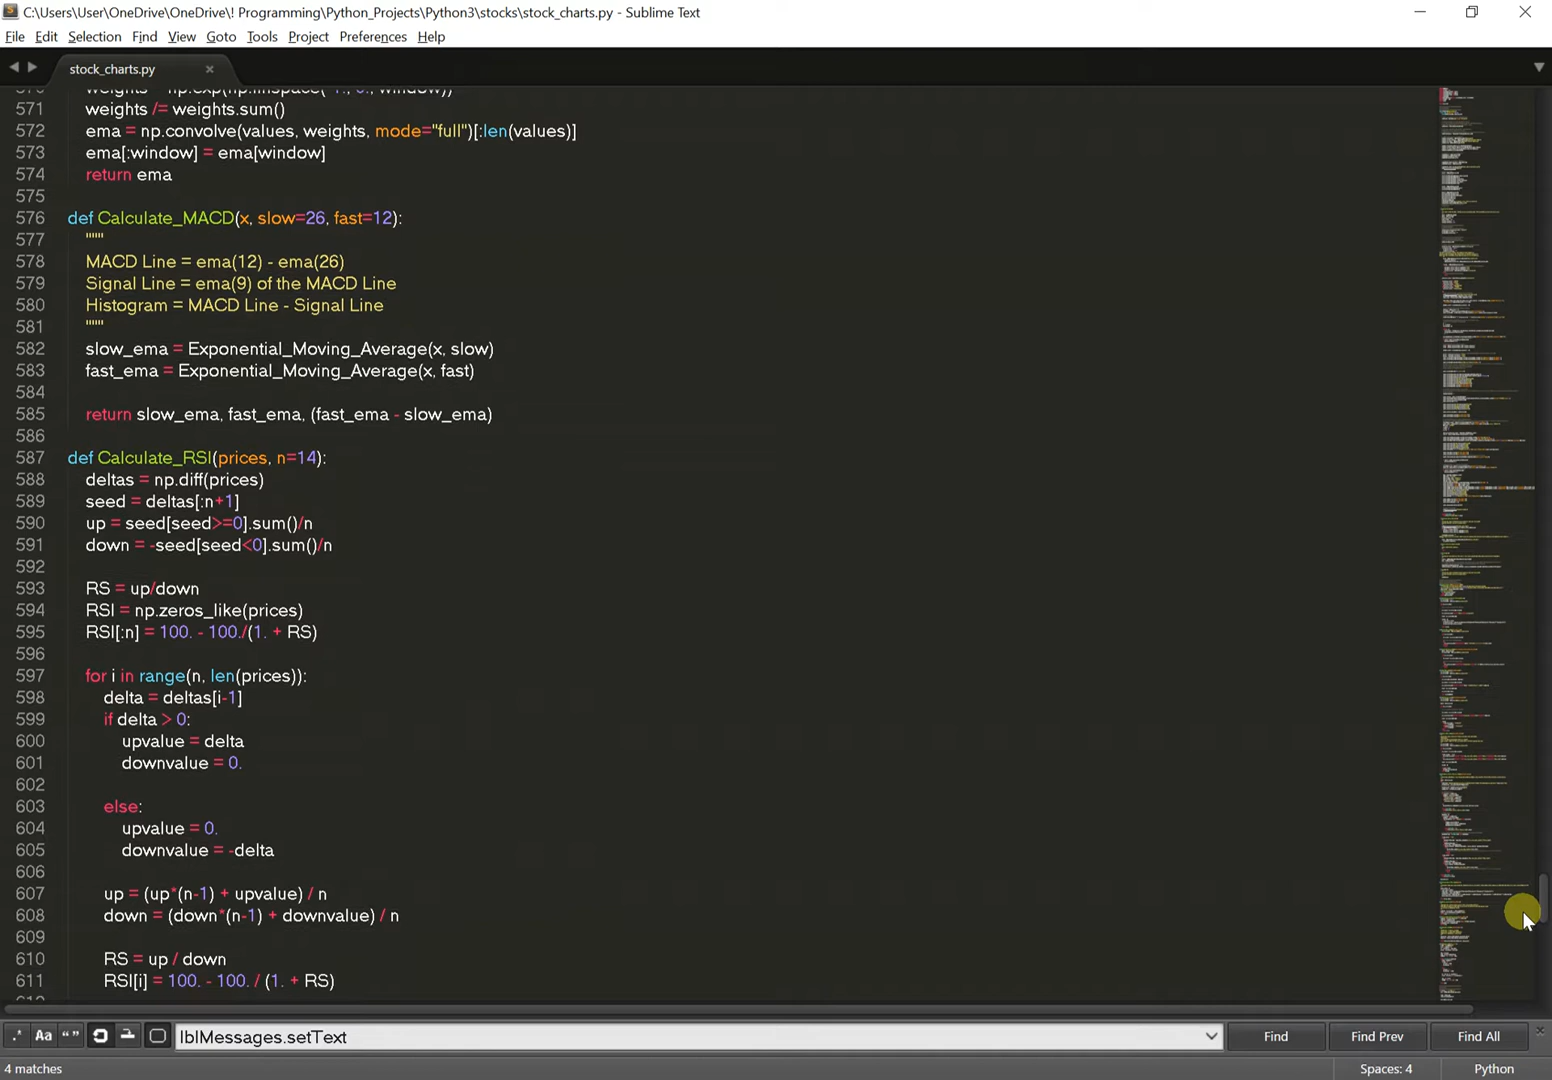 C:\Users\User\OneDrive\OneDrive\! Programming\Python_Projects\Python3\stocks\stock_charts.py - Sublime Text
File Edit Selection Find View Goto Tools Project Preferences Help
stock_charts.py
571 weights /= weights.sum()
572 ema = np.convolve(values, weights, mode="full")[:len(values)]
573 ema[:window] = ema[window]
574 return ema
575
576 def Calculate_MACD(x, slow=26, fast=12):
577 """
578 MACD Line = ema(12) - ema(26)
579 Signal Line = ema(9) of the MACD Line
580 Histogram = MACD Line - Signal Line
581 """
582 slow_ema = Exponential_Moving_Average(x, slow)
583 fast_ema = Exponential_Moving_Average(x, fast)
584
585 return slow_ema, fast_ema, (fast_ema - slow_ema)
586
587 def Calculate_RSI(prices, n=14):
588 deltas = np.diff(prices)
589 seed = deltas[:n+1]
590 up = seed[seed>=0].sum()/n
591 down = -seed[seed<0].sum()/n
592
593 RS = up/down
594 RSI = np.zeros_like(prices)
595 RSI[:n] = 100. - 100./(1. + RS)
596
597 for i in range(n, len(prices)):
598 delta = deltas[i-1]
599 if delta > 0:
600 upvalue = delta
601 downvalue = 0.
602
603 else:
604 upvalue = 0.
605 downvalue = -delta
606
607 up = (up*(n-1) + upvalue) / n
608 down = (down*(n-1) + downvalue) / n
609
610 RS = up / down
611 RSI[i] = 100. - 100. / (1. + RS)
.* Aa “ ” lblMessages.setText Find Find Prev Find All
4 matches Spaces: 4 Python